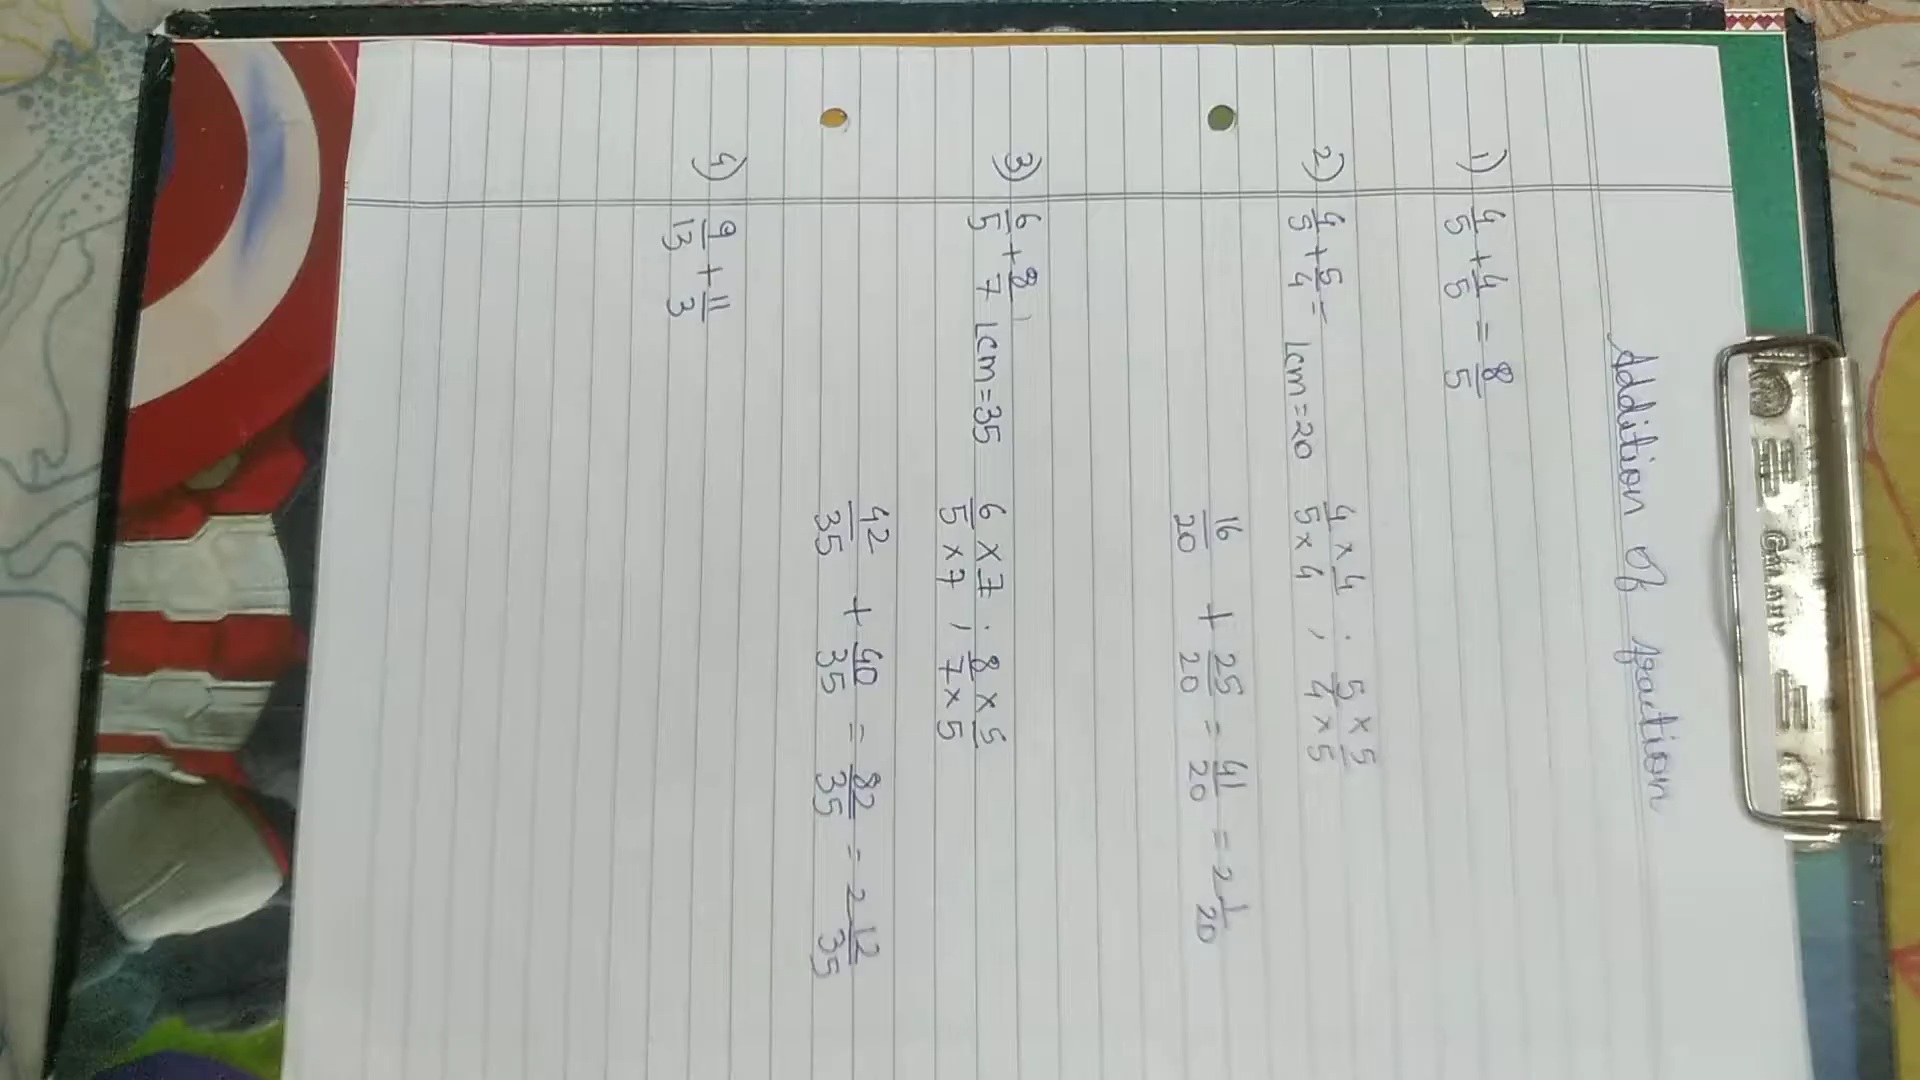 Addition of fraction
1) 4/5 + 4/5 = 8/5
2) 4/5 + 5/4 = Lcm = 20 4 × 4 / 5 × 4 ; 5 × 5 / 4 × 5
16/20 + 25/20 = 41/20 = 2 1/20
3) 6/5 + 8/7 Lcm = 35 6 × 7 / 5 × 7 ; 8 × 5 / 7 × 5
42/35 + 40/35 = 82/35 = 2 12/35
4) 9/13 + 11/3